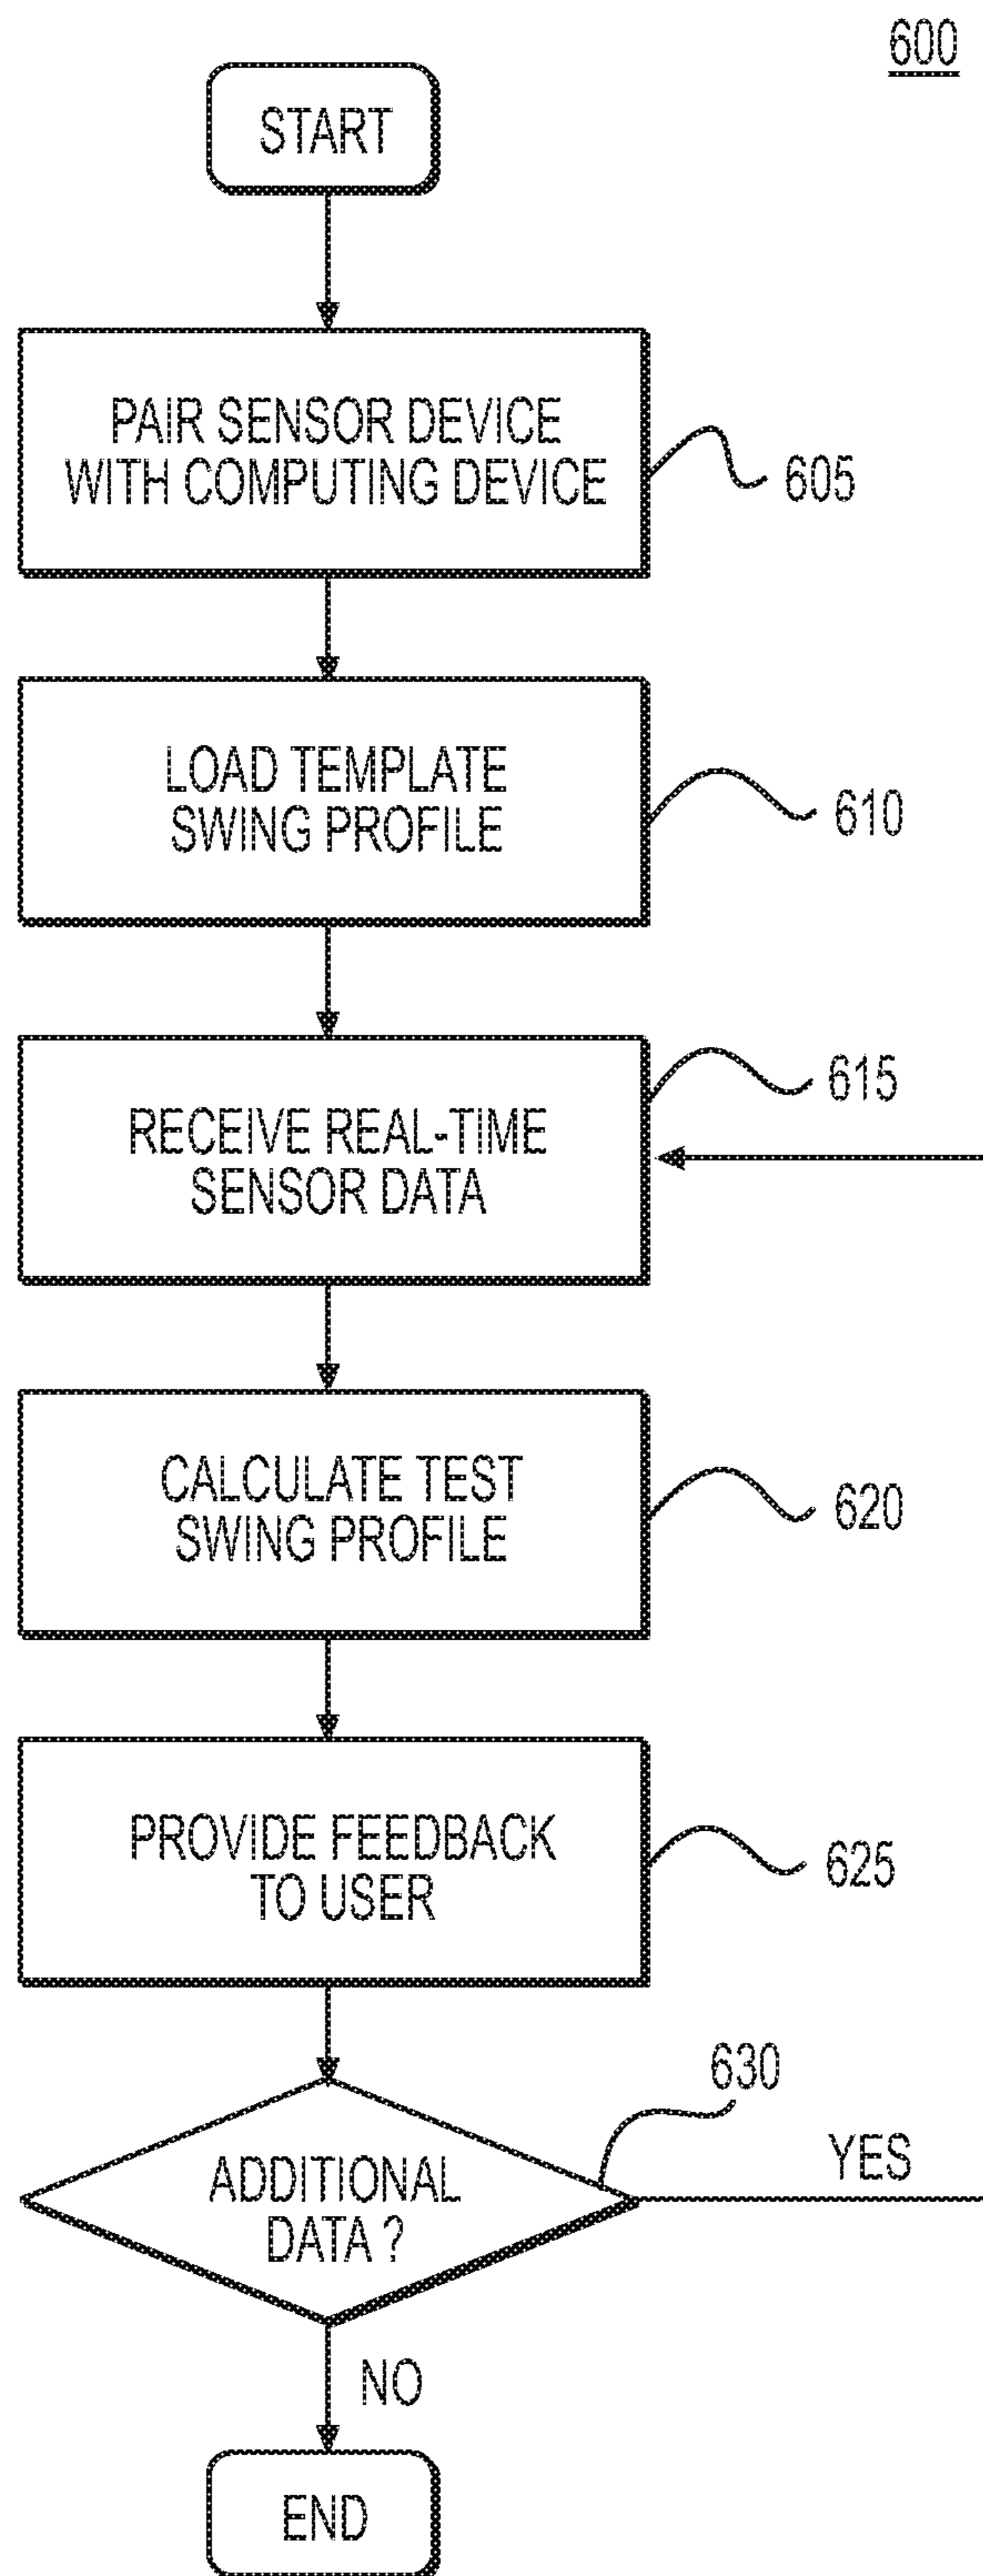 600
START
PAIR SENSOR DEVICE
WITH COMPUTING DEVICE
605
LOAD TEMPLATE
SWING PROFILE
610
RECEIVE REAL-TIME
SENSOR DATA
615
CALCULATE TEST
SWING PROFILE
620
PROVIDE FEEDBACK
TO USER
625
630
ADDITIONAL
DATA ?
YES
NO
END